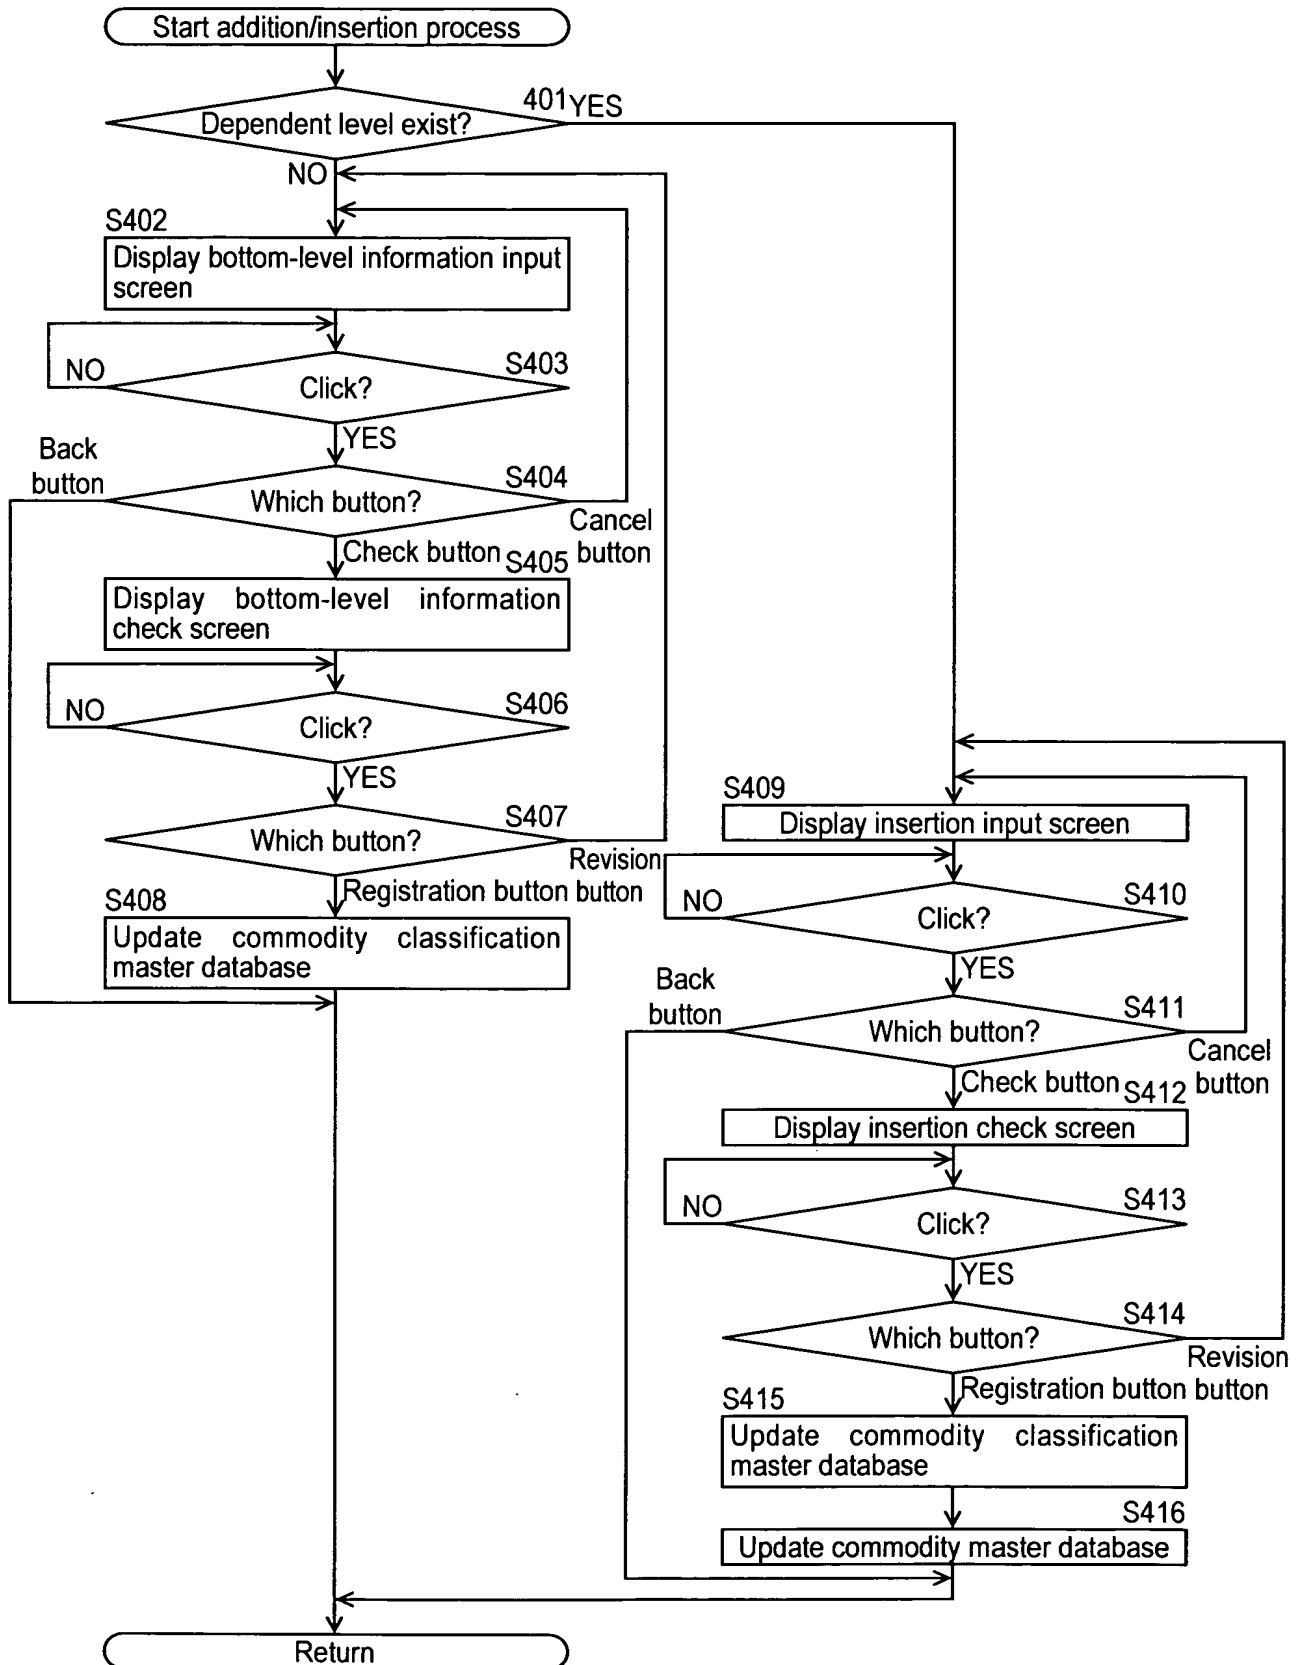 Start addition/insertion process
401
YES
Dependent level exist?
NO
S402
Display bottom-level information input
screen
S403
NO
Click?
YES
Back
button
S404
Which button?
Cancel
button
Check button
S405
Display bottom-level information
check screen
S406
NO
Click?
YES
S407
Which button?
Revision
button
Registration button
S408
Update commodity classification
master database
S409
Display insertion input screen
S410
NO
Click?
YES
Back
button
S411
Which button?
Cancel
button
Check button
S412
Display insertion check screen
S413
NO
Click?
YES
S414
Which button?
Revision
button
Registration button
S415
Update commodity classification
master database
S416
Update commodity master database
Return